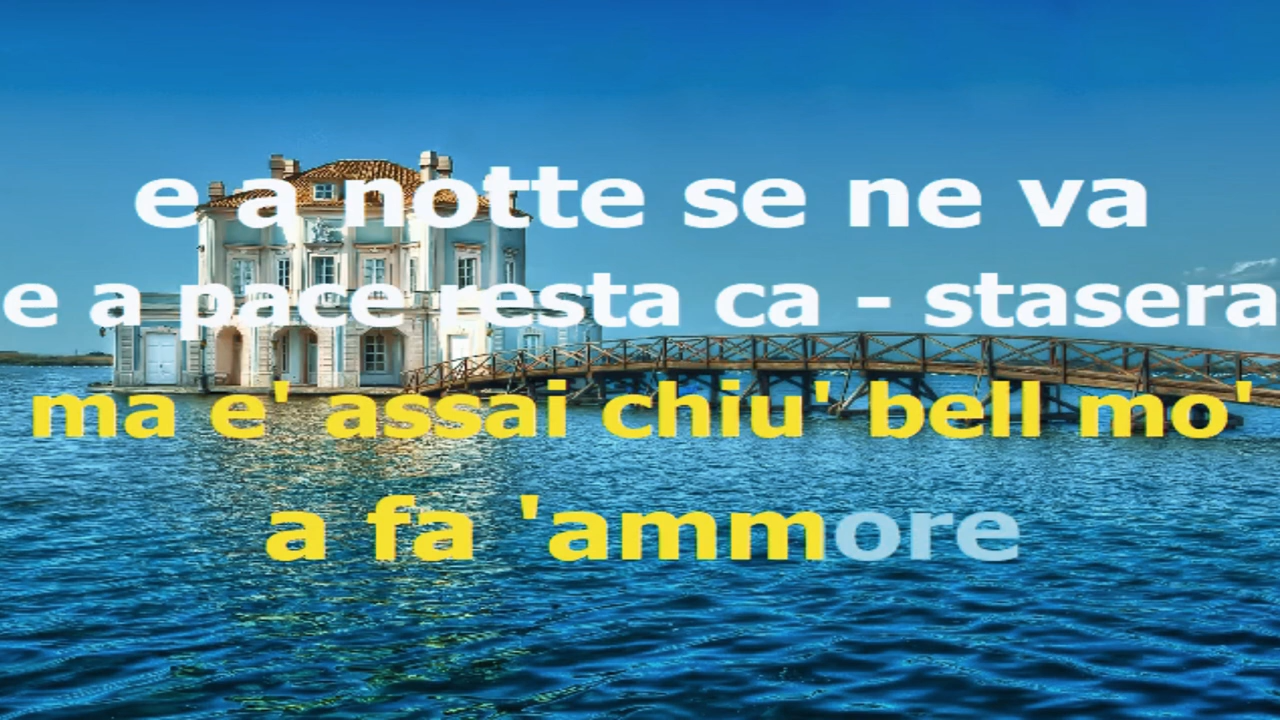 e a notte se ne va
e a pace resta ca - stasera
ma e' assai chiu' bell mo'
a fa 'ammore